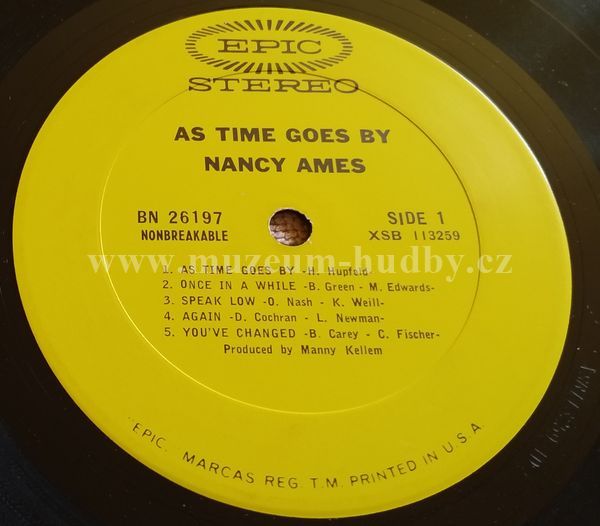 EPIC
STEREO
AS TIME GOES BY
NANCY AMES
BN 26197
NONBREAKABLE
SIDE 1
XSB 113259
www.muzeum-hudby.cz
1. AS TIME GOES BY -H. Hupfeld-
2. ONCE IN A WHILE -B. Green - M. Edwards-
3. SPEAK LOW -O. Nash - K. Weill-
4. AGAIN -D. Cochran - L. Newman-
5. YOU'VE CHANGED -B. Carey - C. Fischer-
Produced by Manny Kellem
"EPIC," MARCAS REG. T.M. PRINTED IN U.S.A.